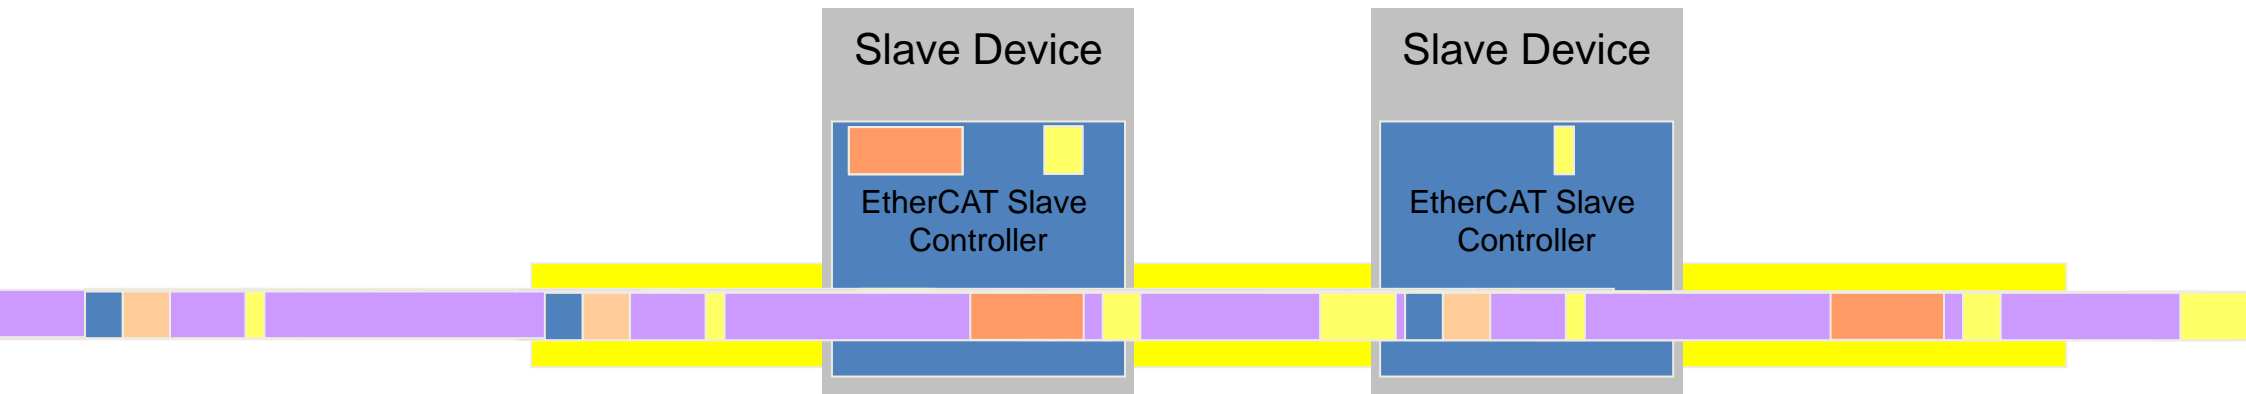 Slave Device
EtherCAT Slave
Controller
Slave Device
EtherCAT Slave
Controller